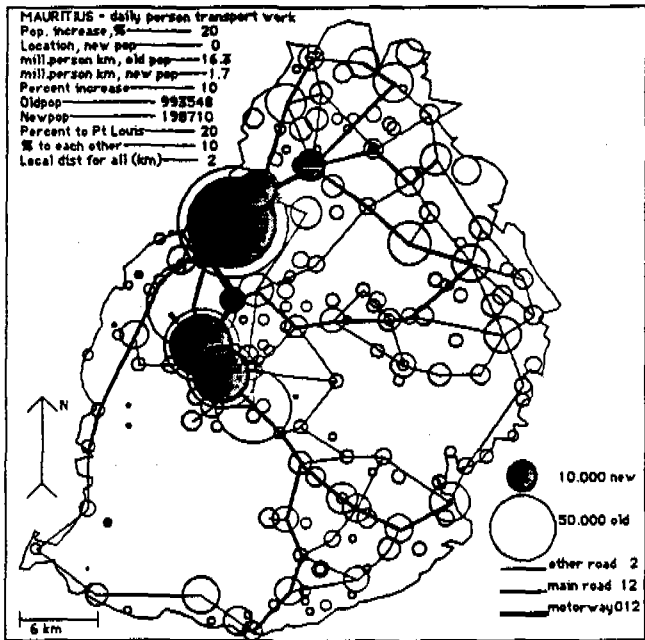 MAURITIUS - daily person transport work
Pop. increase, % 20
Location, new pop 0
mill.person km, old pop 16.8
mill.person km, new pop 1.7
Percent increase 10
Oldpop 993548
Newpop 198710
Percent to Pt Louis 20
% to each other 10
Local dist for all (km) 2
N
10.000 new
50.000 old
other road 2
main road 12
motorway 012
6 km